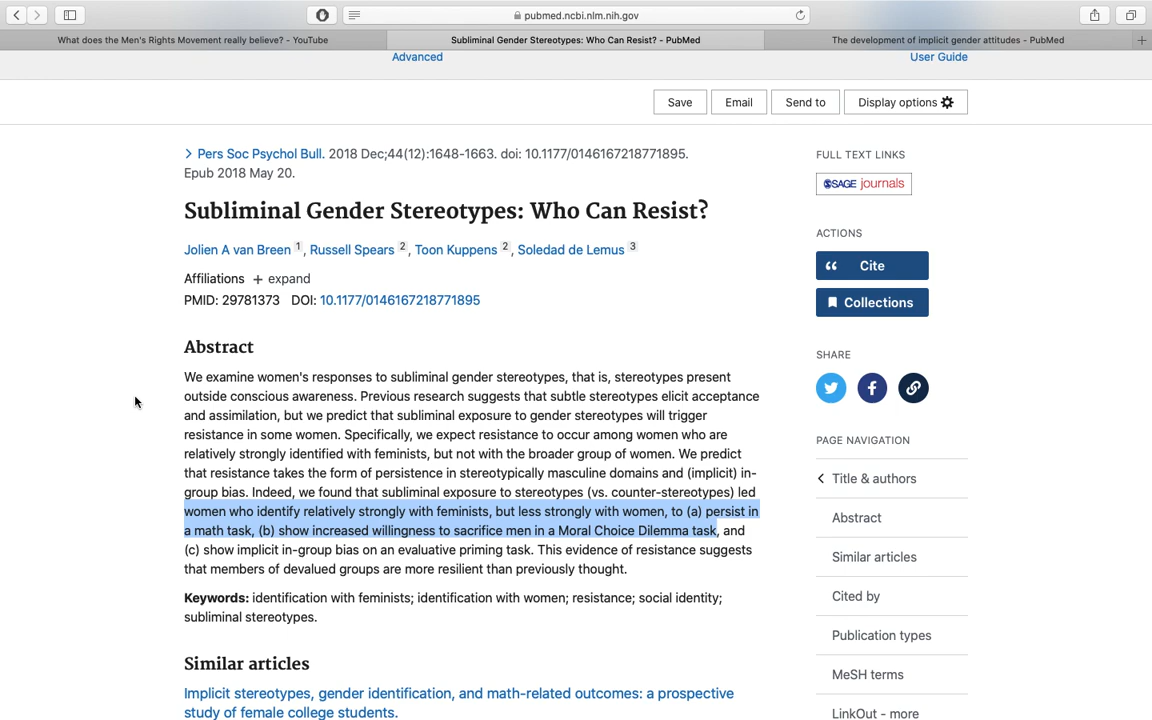 pubmed.ncbi.nlm.nih.gov
What does the Men's Rights Movement really believe? - YouTube
Subliminal Gender Stereotypes: Who Can Resist? - PubMed
The development of implicit gender attitudes - PubMed
Advanced
User Guide
Save
Email
Send to
Display options
Pers Soc Psychol Bull. 2018 Dec;44(12):1648-1663. doi: 10.1177/0146167218771895.
Epub 2018 May 20.
Subliminal Gender Stereotypes: Who Can Resist?
Jolien A van Breen 1, Russell Spears 2, Toon Kuppens 2, Soledad de Lemus 3
Affiliations + expand
PMID: 29781373 DOI: 10.1177/0146167218771895
Abstract
We examine women's responses to subliminal gender stereotypes, that is, stereotypes present
outside conscious awareness. Previous research suggests that subtle stereotypes elicit acceptance
and assimilation, but we predict that subliminal exposure to gender stereotypes will trigger
resistance in some women. Specifically, we expect resistance to occur among women who are
relatively strongly identified with feminists, but not with the broader group of women. We predict
that resistance takes the form of persistence in stereotypically masculine domains and (implicit) in-
group bias. Indeed, we found that subliminal exposure to stereotypes (vs. counter-stereotypes) led
women who identify relatively strongly with feminists, but less strongly with women, to (a) persist in
a math task, (b) show increased willingness to sacrifice men in a Moral Choice Dilemma task, and
(c) show implicit in-group bias on an evaluative priming task. This evidence of resistance suggests
that members of devalued groups are more resilient than previously thought.
Keywords: identification with feminists; identification with women; resistance; social identity;
subliminal stereotypes.
Similar articles
Implicit stereotypes, gender identification, and math-related outcomes: a prospective
study of female college students.
FULL TEXT LINKS
SAGE journals
ACTIONS
Cite
Collections
SHARE
PAGE NAVIGATION
Title & authors
Abstract
Similar articles
Cited by
Publication types
MeSH terms
LinkOut - more